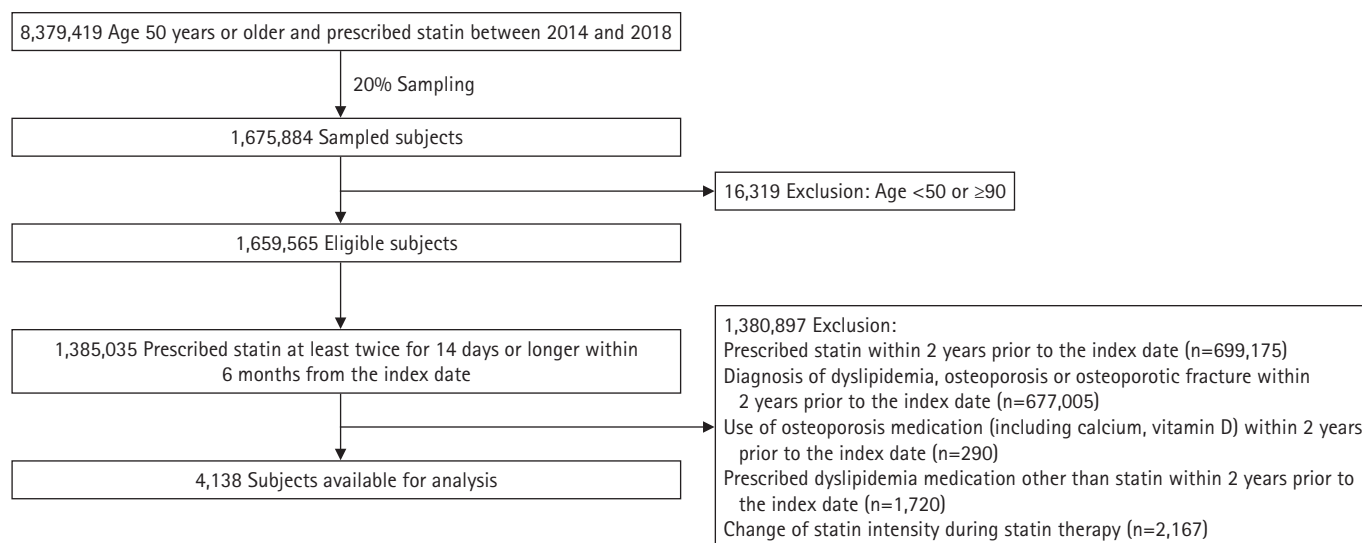 8,379,419 Age 50 years or older and prescribed statin between 2014 and 2018
20% Sampling
1,675,884 Sampled subjects
16,319 Exclusion: Age <50 or ≥90
1,659,565 Eligible subjects
1,385,035 Prescribed statin at least twice for 14 days or longer within
6 months from the index date
1,380,897 Exclusion:
Prescribed statin within 2 years prior to the index date (n=699,175)
Diagnosis of dyslipidemia, osteoporosis or osteoporotic fracture within
2 years prior to the index date (n=677,005)
Use of osteoporosis medication (including calcium, vitamin D) within 2 years
prior to the index date (n=290)
Prescribed dyslipidemia medication other than statin within 2 years prior to
the index date (n=1,720)
Change of statin intensity during statin therapy (n=2,167)
4,138 Subjects available for analysis